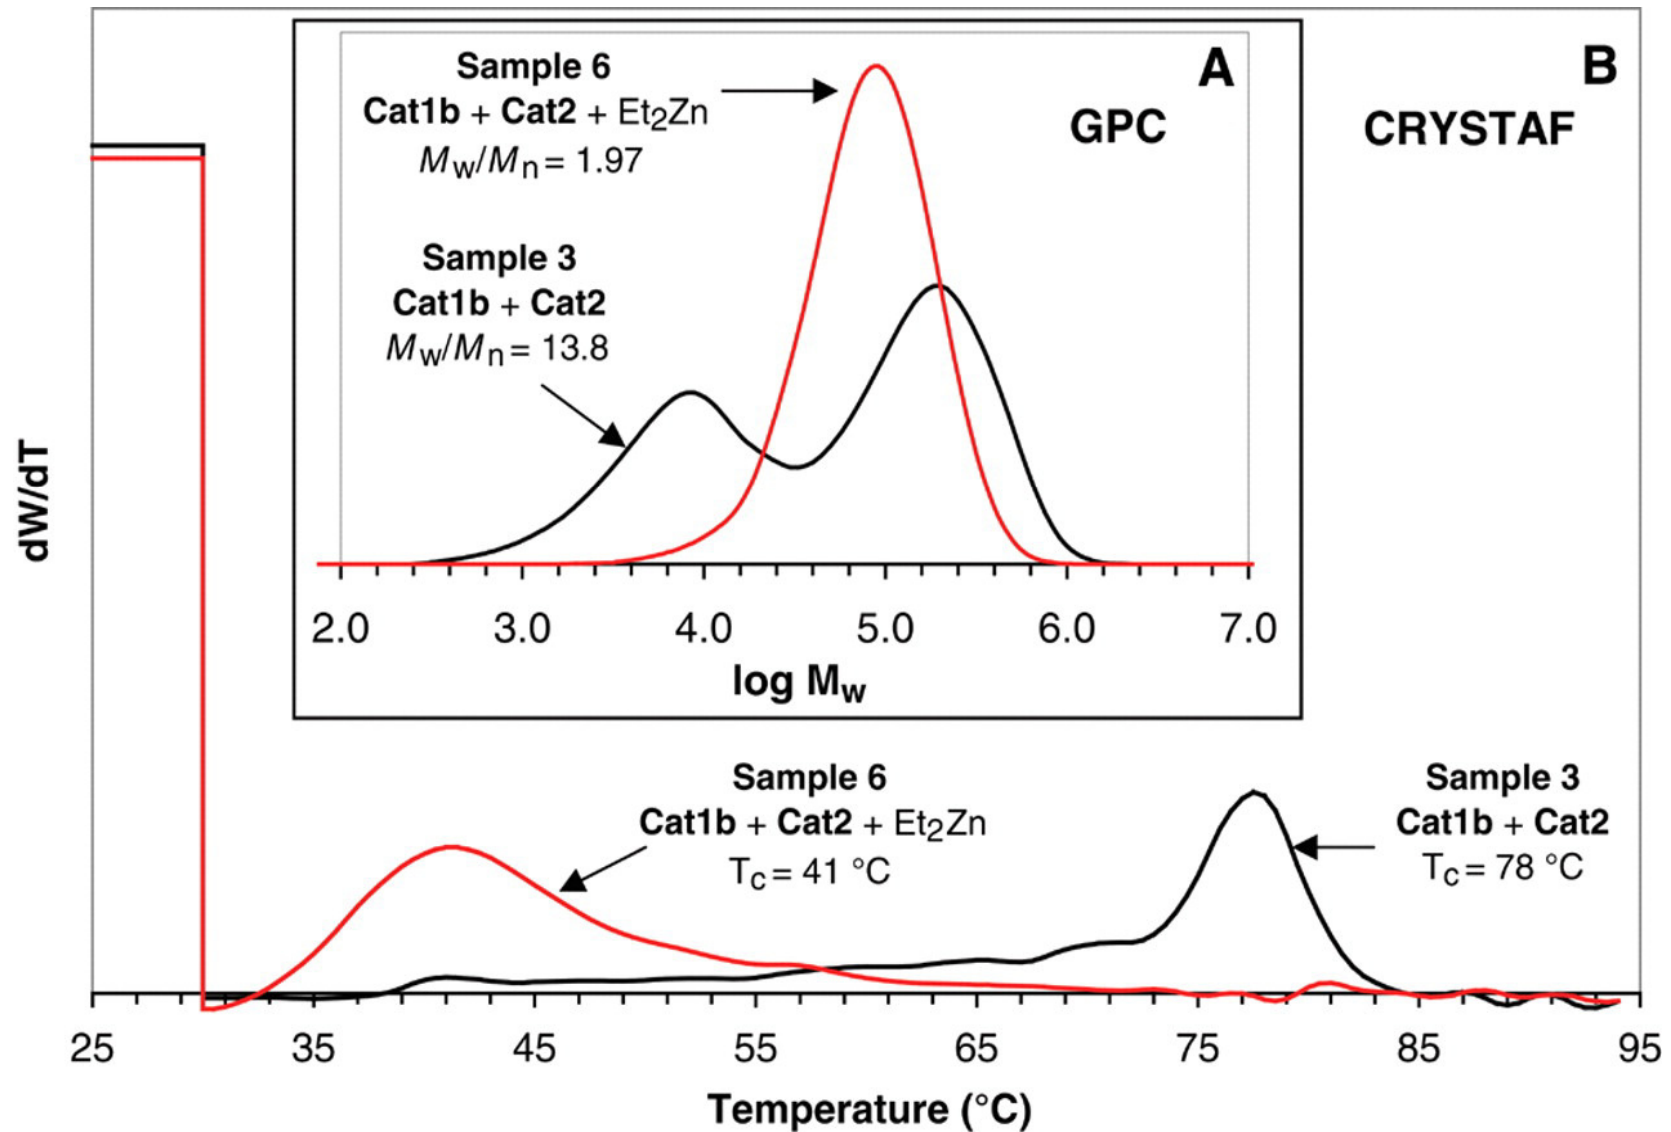 A
B
Sample 6
Cat1b + Cat2 + Et2Zn
Mw/Mn = 1.97
GPC
CRYSTAF
Sample 3
Cat1b + Cat2
Mw/Mn = 13.8
2.0 3.0 4.0 5.0 6.0 7.0
log Mw
dW/dT
Sample 6
Cat1b + Cat2 + Et2Zn
Tc = 41 °C
Sample 3
Cat1b + Cat2
Tc = 78 °C
25 35 45 55 65 75 85 95
Temperature (°C)